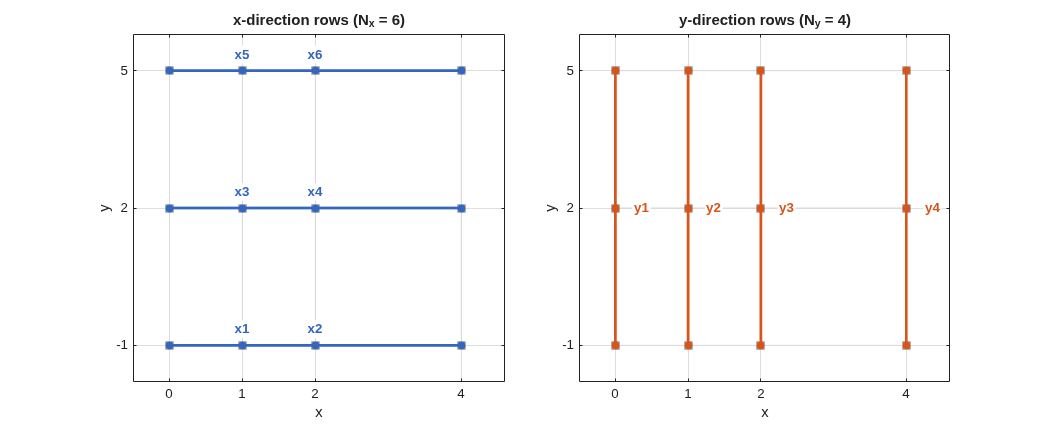 x-direction rows (Nx = 6)
5
2
-1
y
x5 x6
x3 x4
x1 x2
0 1 2 4
x
y-direction rows (Ny = 4)
5
2
-1
y
y1 y2 y3 y4
0 1 2 4
x